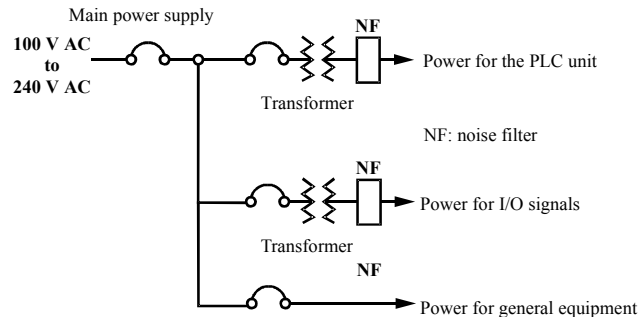 Main power supply
100 V AC
to
240 V AC
NF
Power for the PLC unit
Transformer
NF: noise filter
NF
Power for I/O signals
Transformer
NF
Power for general equipment